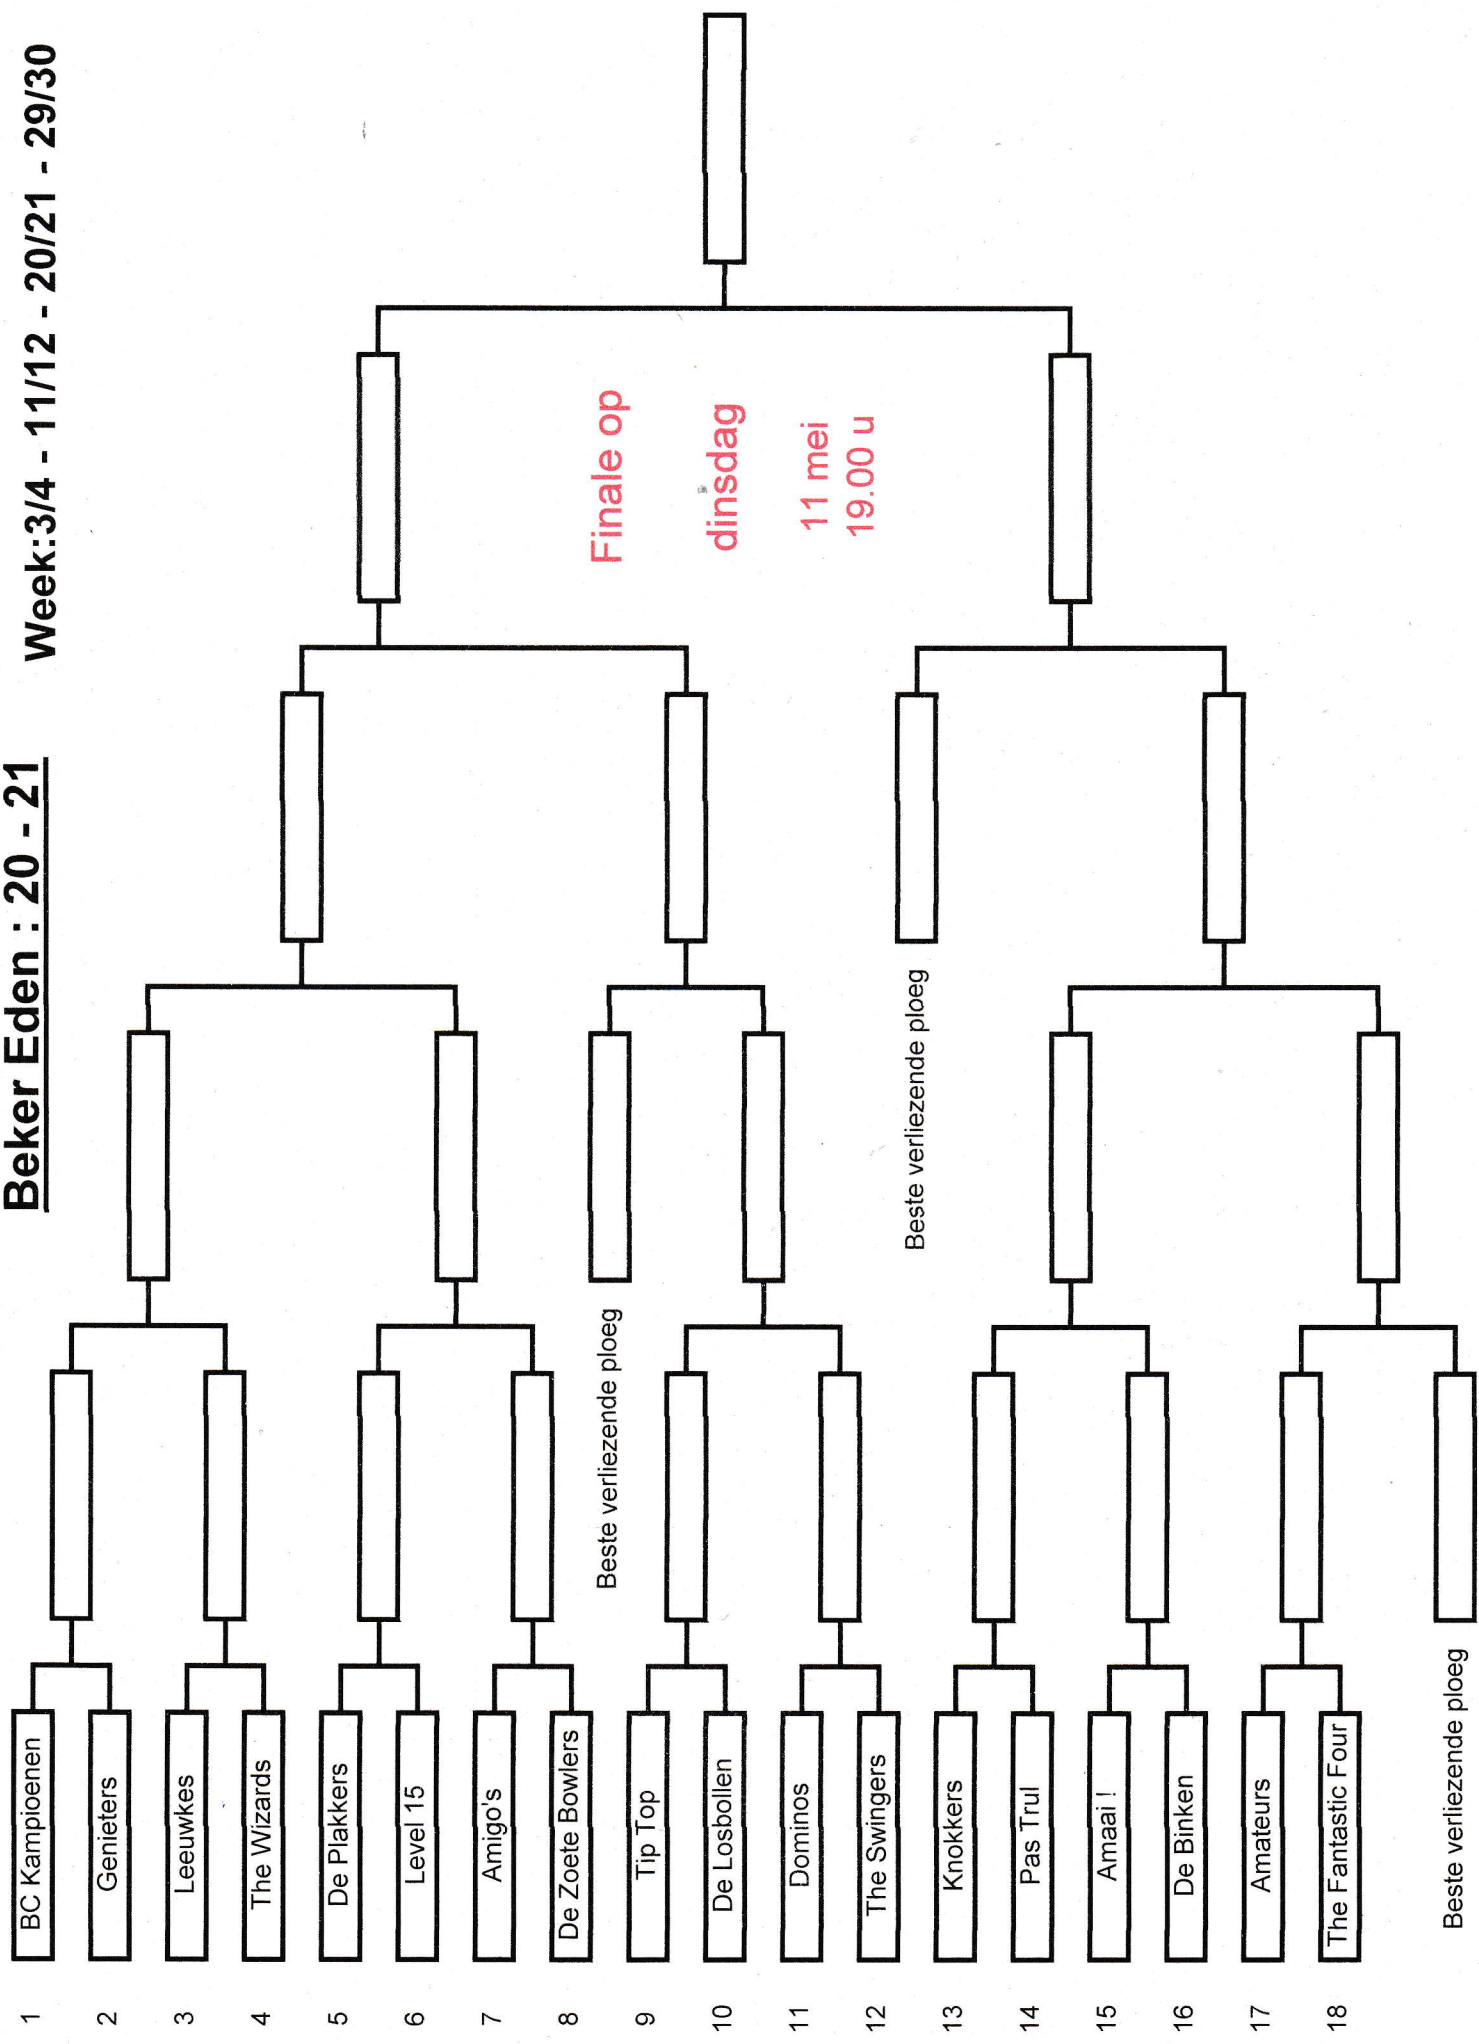 Beker Eden : 20 - 21
Week:3/4 - 11/12 - 20/21 - 29/30
1 BC Kampioenen
2 Genieters
3 Leeuwkes
4 The Wizards
5 De Plakkers
6 Level 15
7 Amigo's
8 De Zoete Bowlers
Beste verliezende ploeg
9 Tip Top
10 De Losbollen
11 Dominos
12 The Swingers
Beste verliezende ploeg
13 Knokkers
14 Pas Trul
15 Amaai !
16 De Binken
17 Amateurs
18 The Fantastic Four
Beste verliezende ploeg
Finale op
dinsdag
11 mei
19.00 u